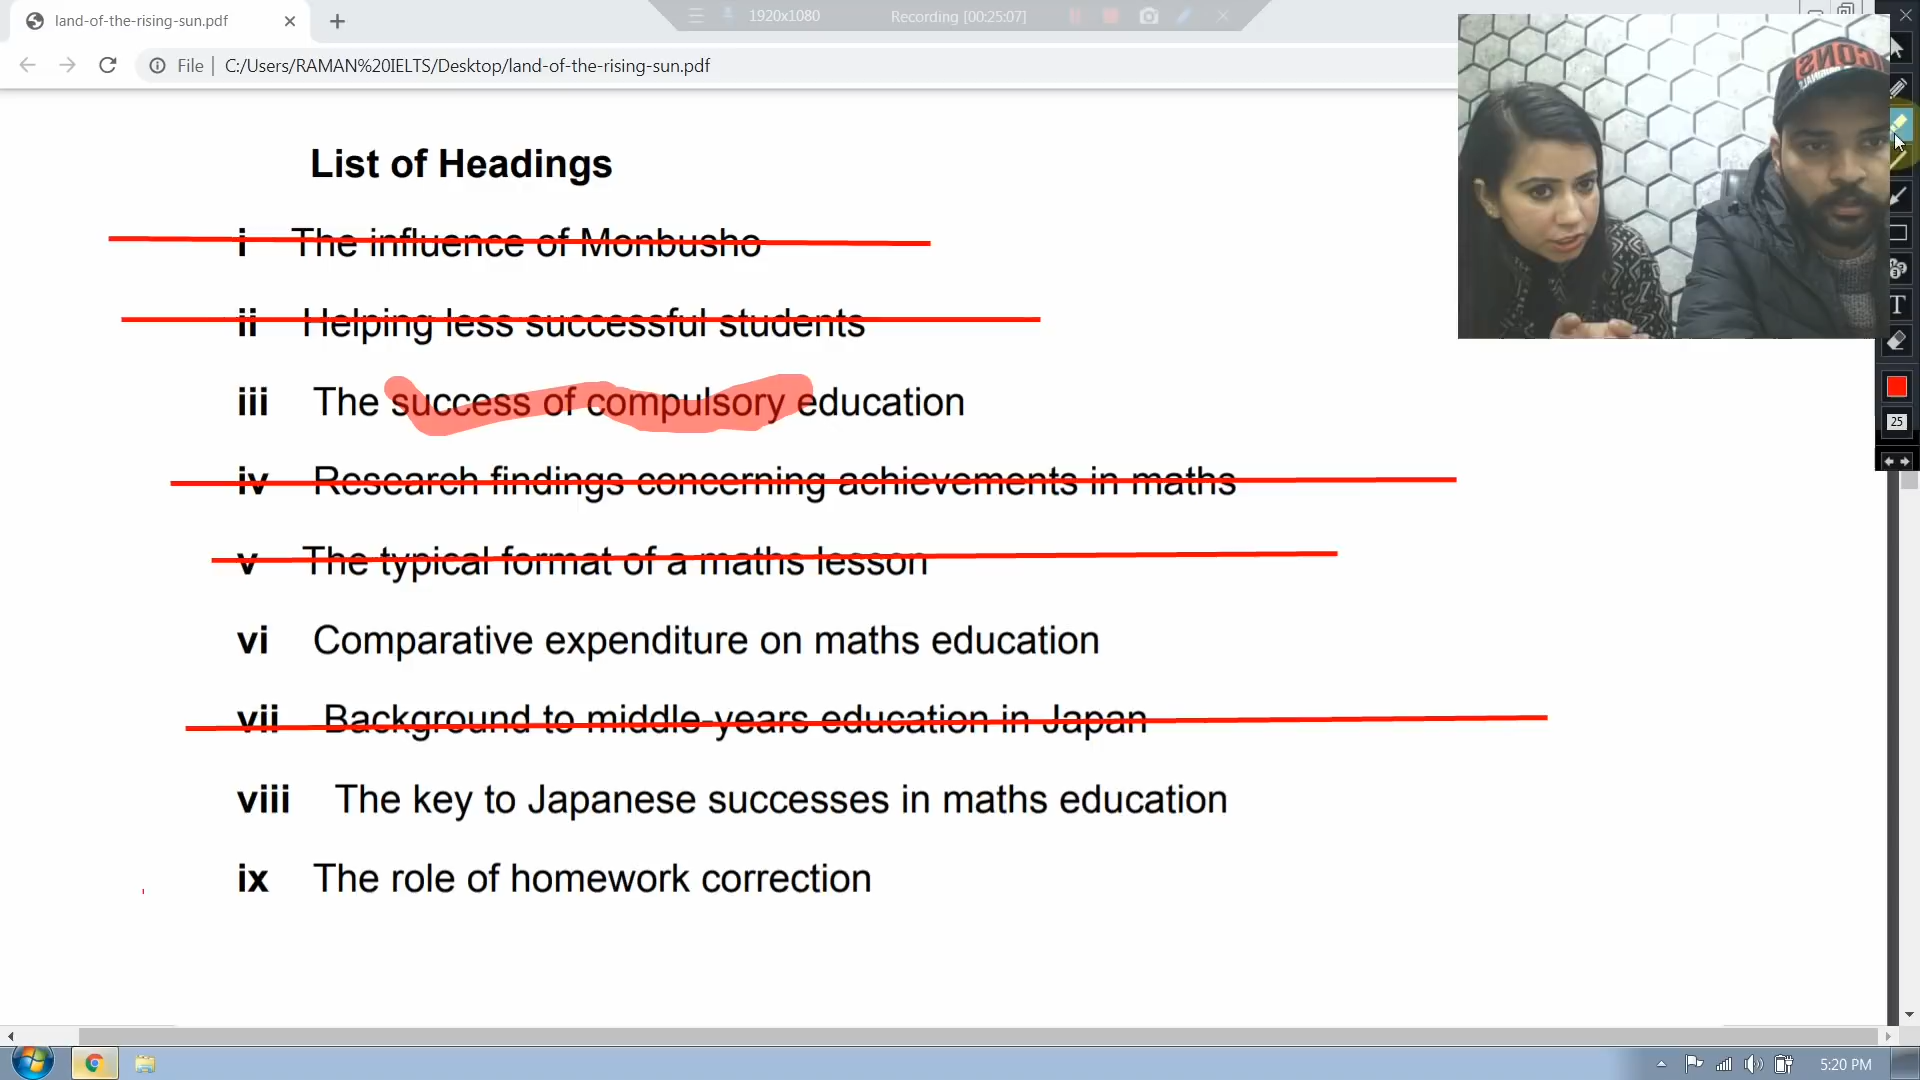 land-of-the-rising-sun.pdf
1920x1080
Recording [00:25:07]
File
C:/Users/RAMAN%20IELTS/Desktop/land-of-the-rising-sun.pdf
List of Headings
i The influence of Monbusho
ii Helping less successful students
iii The success of compulsory education
iv Research findings concerning achievements in maths
v The typical format of a maths lesson
vi Comparative expenditure on maths education
vii Background to middle-years education in Japan
viii The key to Japanese successes in maths education
ix The role of homework correction
T
25
5:20 PM